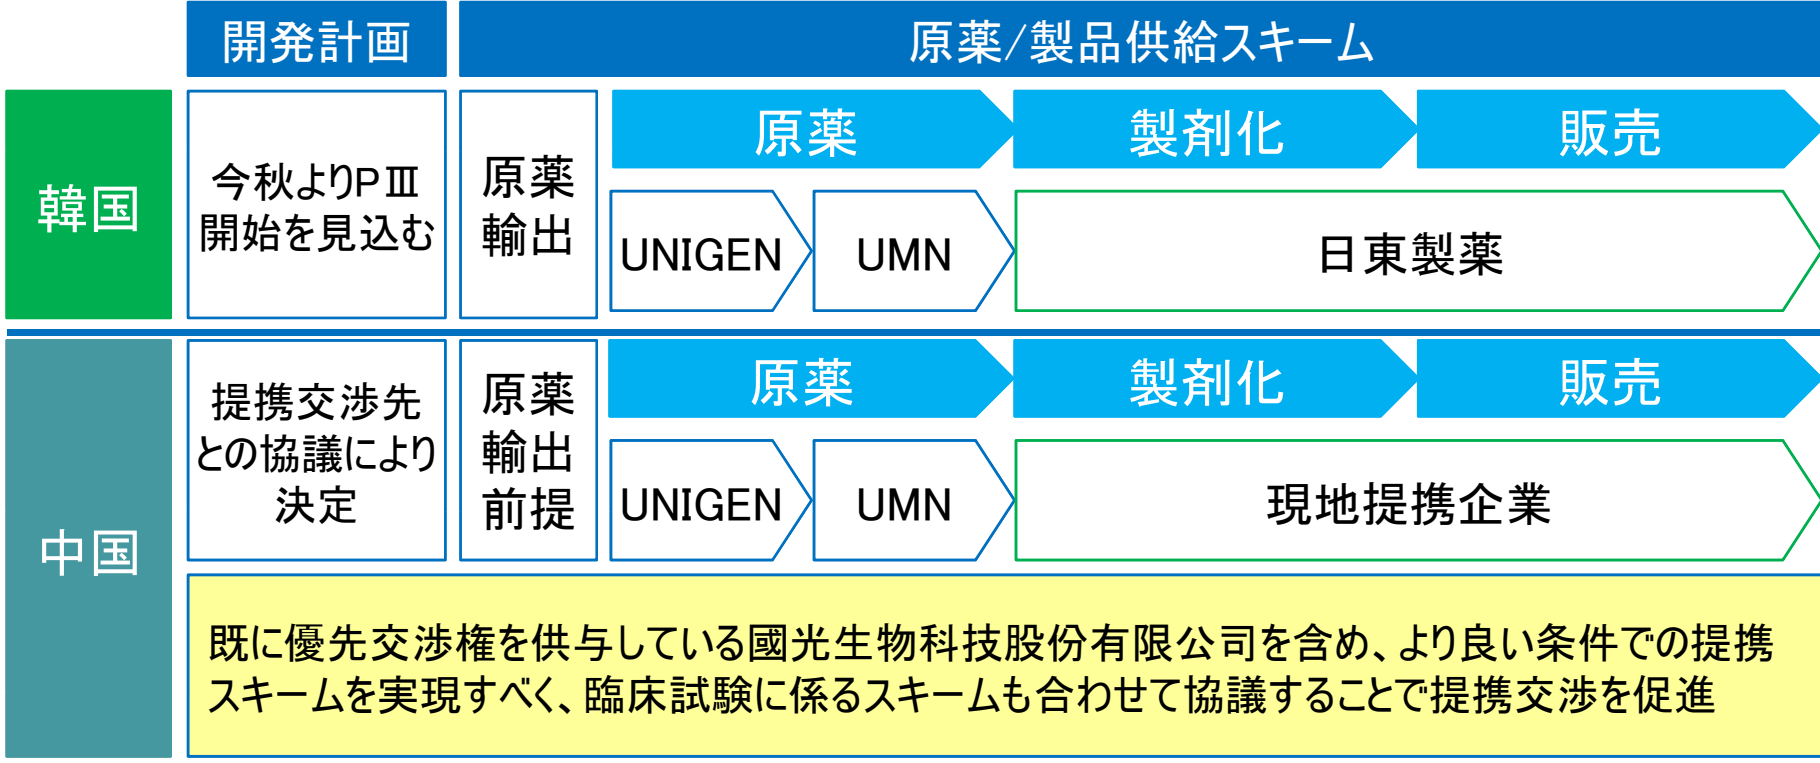 開発計画
原薬/製品供給スキーム
韓国
今秋よりPⅢ
開始を見込む
原薬
輸出
原薬
製剤化
販売
UNIGEN
UMN
日東製薬
中国
提携交渉先
との協議により
決定
原薬
輸出
前提
原薬
製剤化
販売
UNIGEN
UMN
現地提携企業
既に優先交渉権を供与している國光生物科技股份有限公司を含め、より良い条件での提携
スキームを実現すべく、臨床試験に係るスキームも合わせて協議することで提携交渉を促進